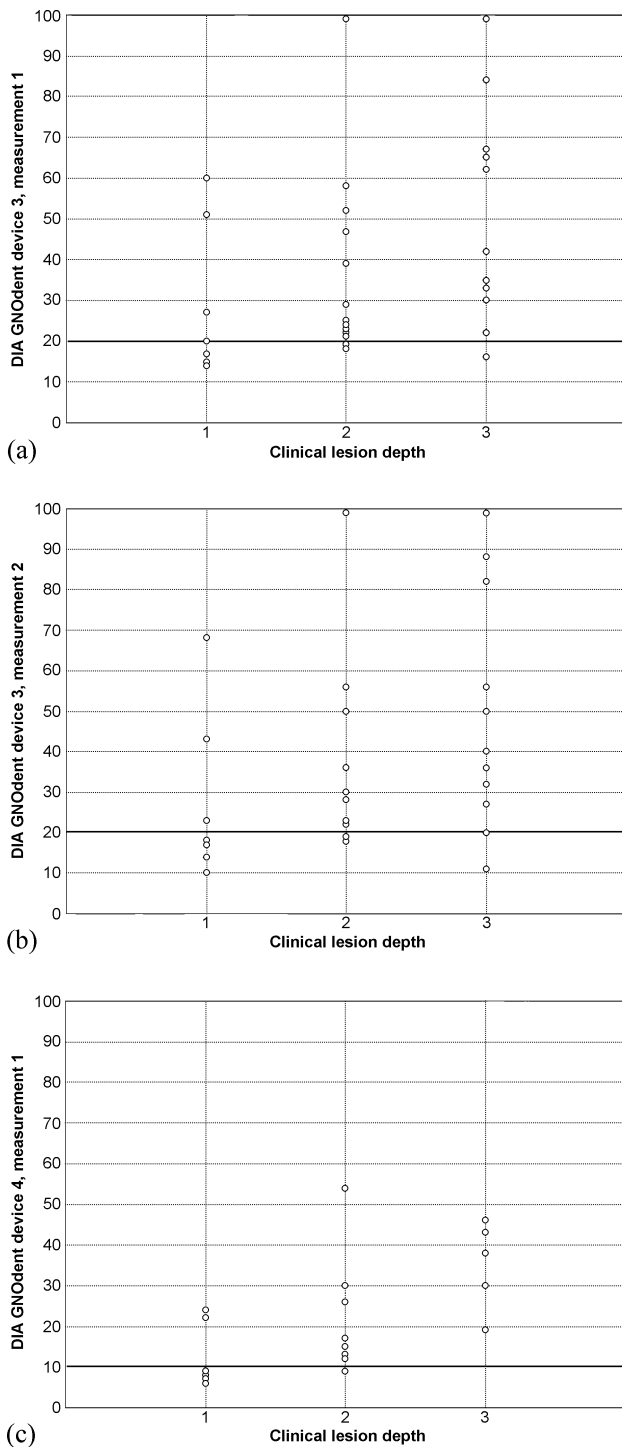 100
90
80
70
60
50
40
30
20
10
0
DIA GNOdent device 3, measurement 1
1 2 3
Clinical lesion depth
(a)
100
90
80
70
60
50
40
30
20
10
0
DIA GNOdent device 3, measurement 2
1 2 3
Clinical lesion depth
(b)
100
90
80
70
60
50
40
30
20
10
0
DIA GNOdent device 4, measurement 1
1 2 3
Clinical lesion depth
(c)